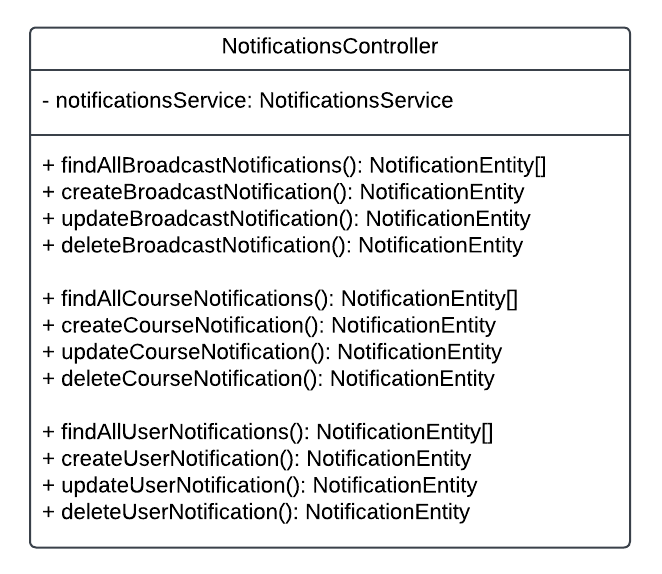 NotificationsController
- notificationsService: NotificationsService
+ findAllBroadcastNotifications(): NotificationEntity[]
+ createBroadcastNotification(): NotificationEntity
+ updateBroadcastNotification(): NotificationEntity
+ deleteBroadcastNotification(): NotificationEntity
+ findAllCourseNotifications(): NotificationEntity[]
+ createCourseNotification(): NotificationEntity
+ updateCourseNotification(): NotificationEntity
+ deleteCourseNotification(): NotificationEntity
+ findAllUserNotifications(): NotificationEntity[]
+ createUserNotification(): NotificationEntity
+ updateUserNotification(): NotificationEntity
+ deleteUserNotification(): NotificationEntity